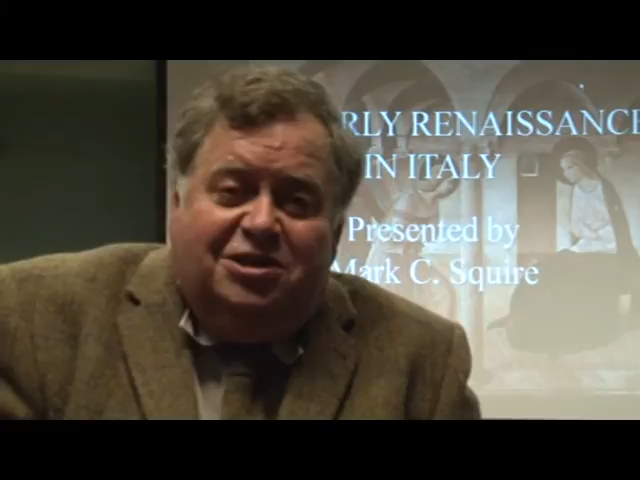 RLY RENAISSANCE
IN ITALY
Presented by
Mark C. Squire